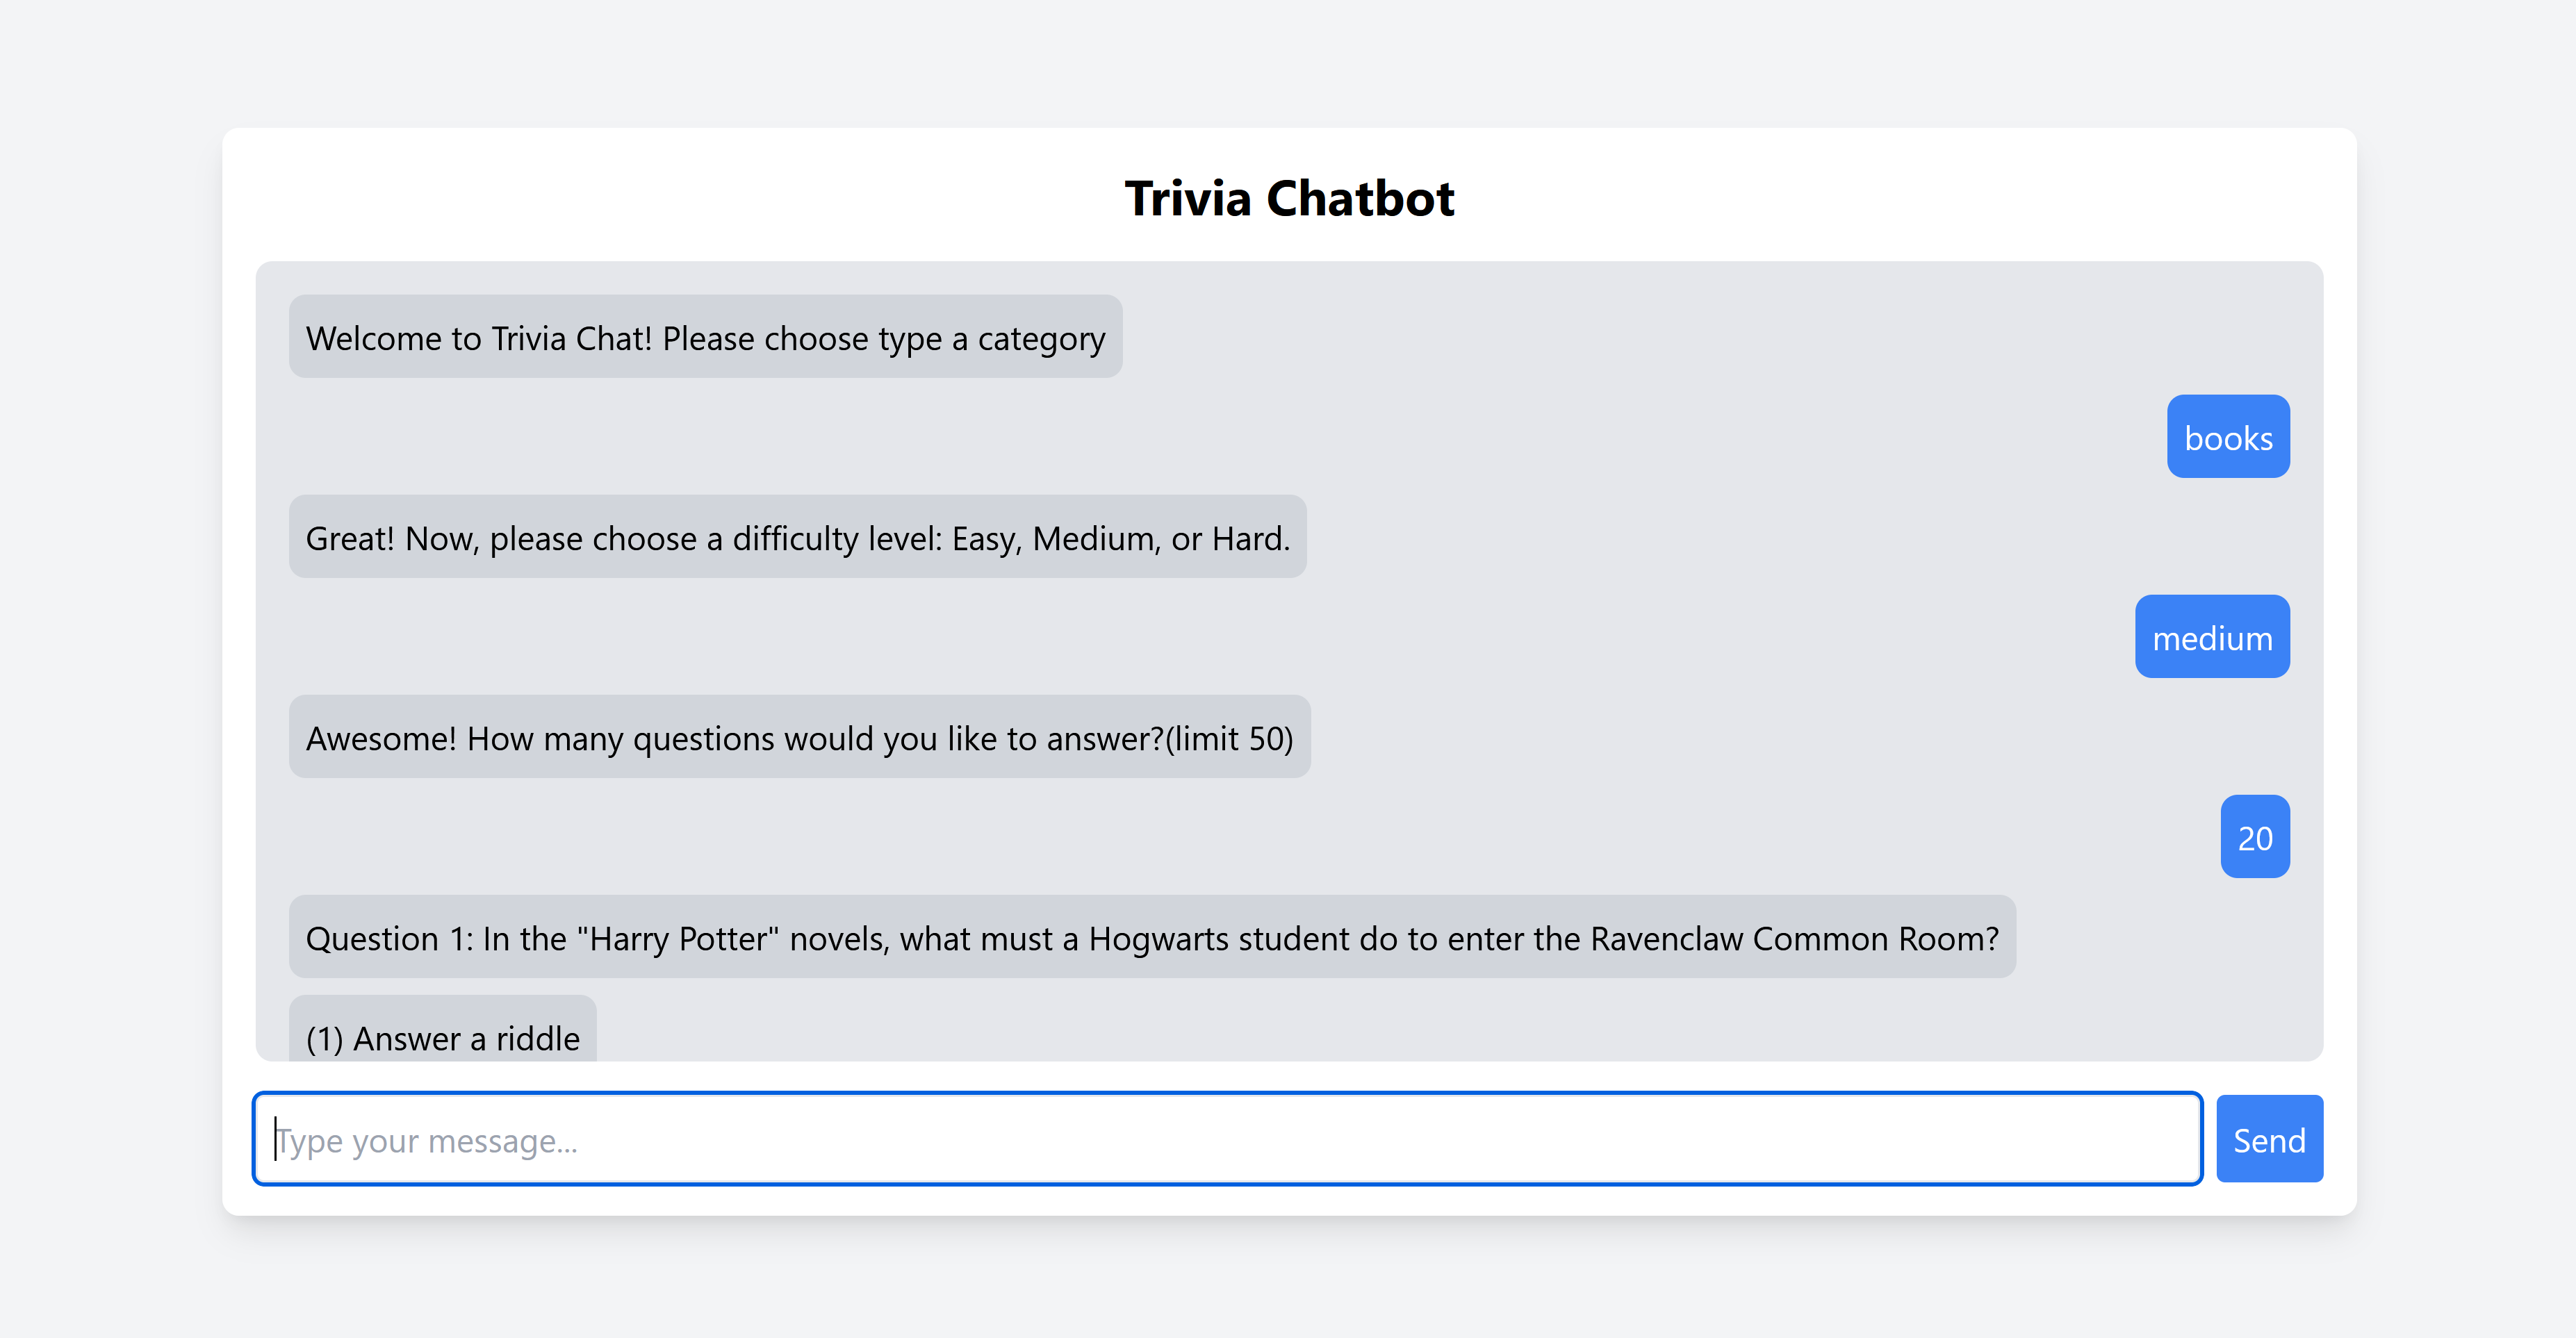 Trivia Chatbot
Welcome to Trivia Chat! Please choose type a category
books
Great! Now, please choose a difficulty level: Easy, Medium, or Hard.
medium
Awesome! How many questions would you like to answer?(limit 50)
20
Question 1: In the "Harry Potter" novels, what must a Hogwarts student do to enter the Ravenclaw Common Room?
(1) Answer a riddle
Type your message...
Send